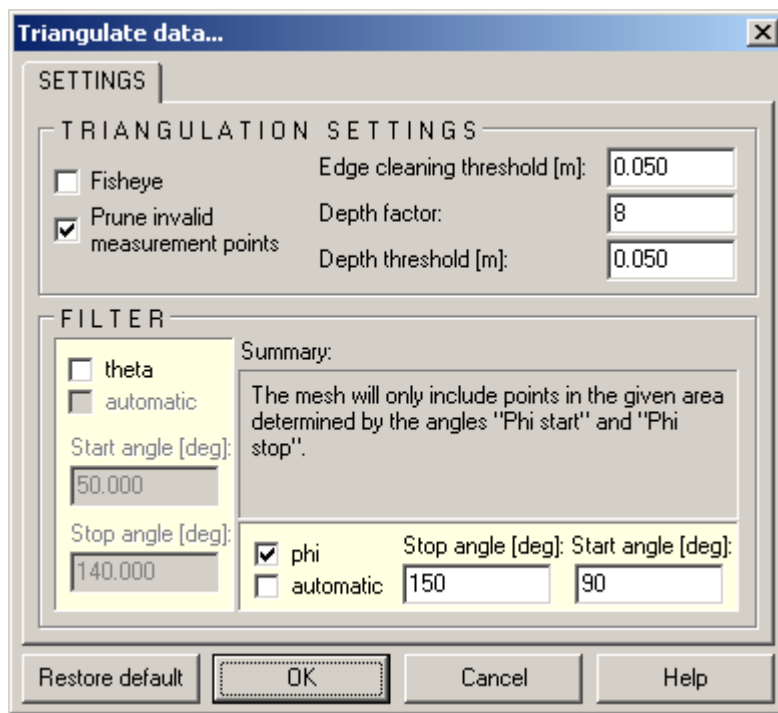 Triangulate data...
SETTINGS
TRIANGULATION SETTINGS
Fisheye
Prune invalid
measurement points
Edge cleaning threshold [m]: 0.050
Depth factor: 8
Depth threshold [m]: 0.050
FILTER
theta
automatic
Start angle [deg]:
50.000
Stop angle [deg]:
140.000
Summary:
The mesh will only include points in the given area
determined by the angles "Phi start" and "Phi
stop".
phi
automatic
Stop angle [deg]: Start angle [deg]:
150 90
Restore default OK Cancel Help